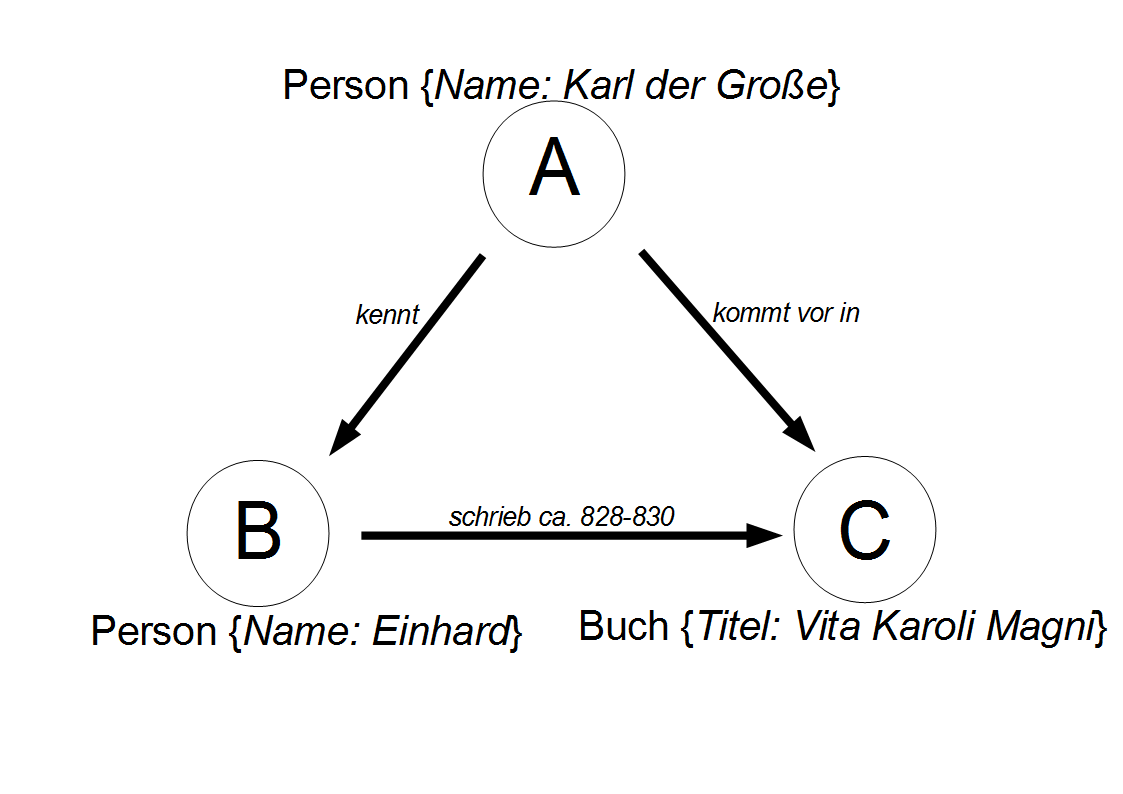 Person {Name: Karl der Große}
A
kennt
kommt vor in
schrieb ca. 828-830
B
C
Person {Name: Einhard}
Buch {Titel: Vita Karoli Magni}